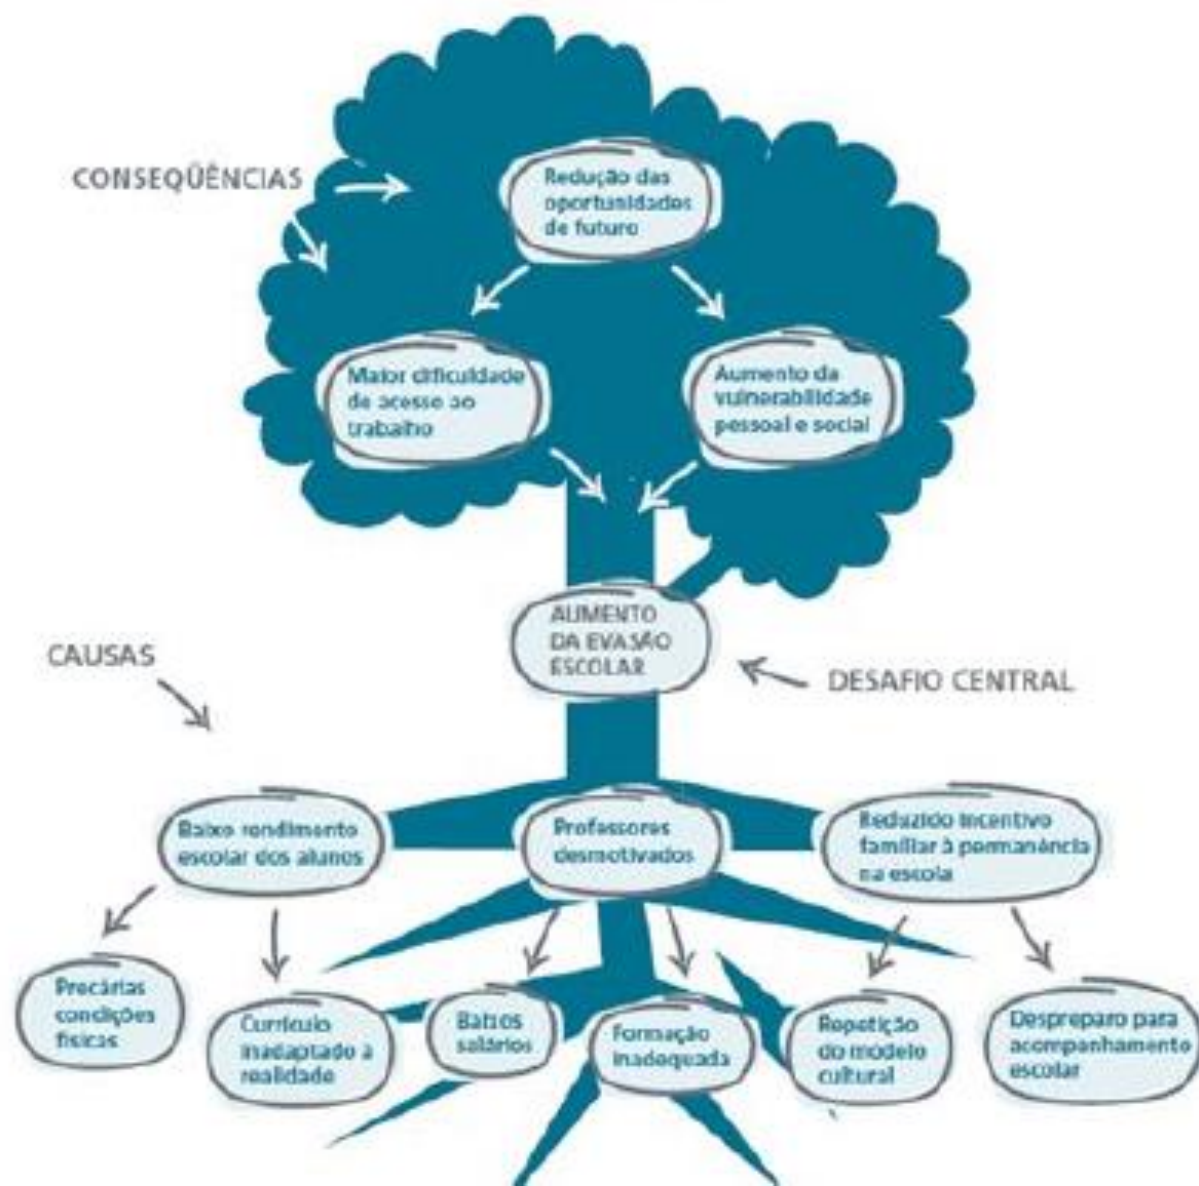 CONSEQÜÊNCIAS
Redução das
oportunidades
de futuro
Maior dificuldade
de acesso ao
trabalho
Aumento da
vulnerabilidade
pessoal e social
AUMENTO
DA EVASÃO
ESCOLAR
CAUSAS
DESAFIO CENTRAL
Baixo rendimento
escolar dos alunos
Professores
desmotivados
Reduzido incentivo
familiar à permanência
na escola
Precárias
condições
físicas
Currículo
inadaptado à
realidade
Baixos
salários
Formação
inadequada
Repetição
do modelo
cultural
Despreparo para
acompanhamento
escolar